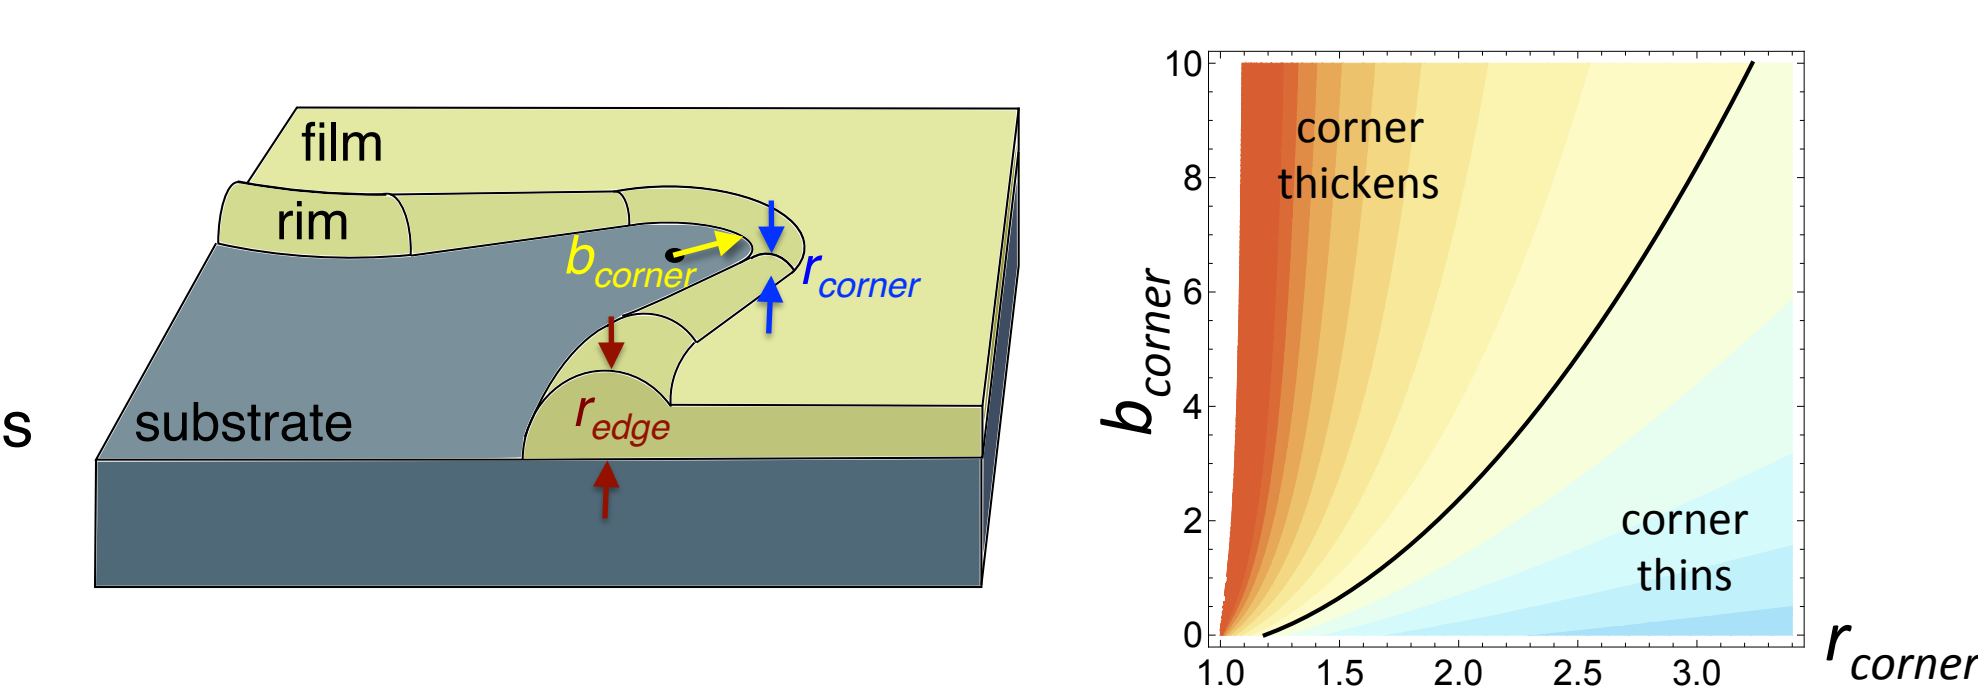 film
rim
b corner
r corner
r edge
substrate
s
10
8
6
4
2
0
b corner
corner
thickens
corner
thins
1.0 1.5 2.0 2.5 3.0
r corner